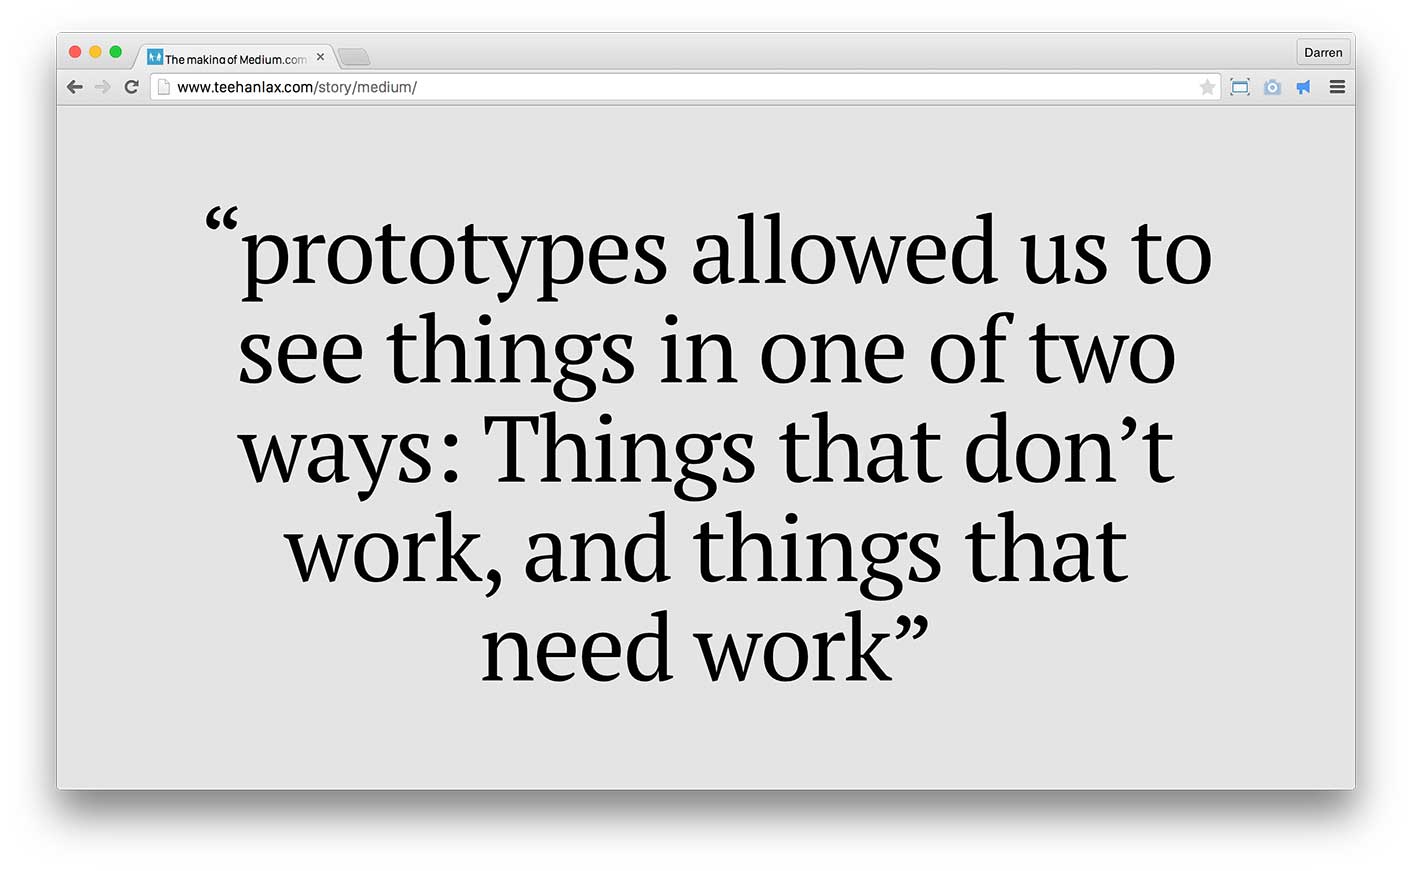 The making of Medium.com
Darren
www.teehanlax.com/story/medium/
“prototypes allowed us to
see things in one of two
ways: Things that don’t
work, and things that
need work”